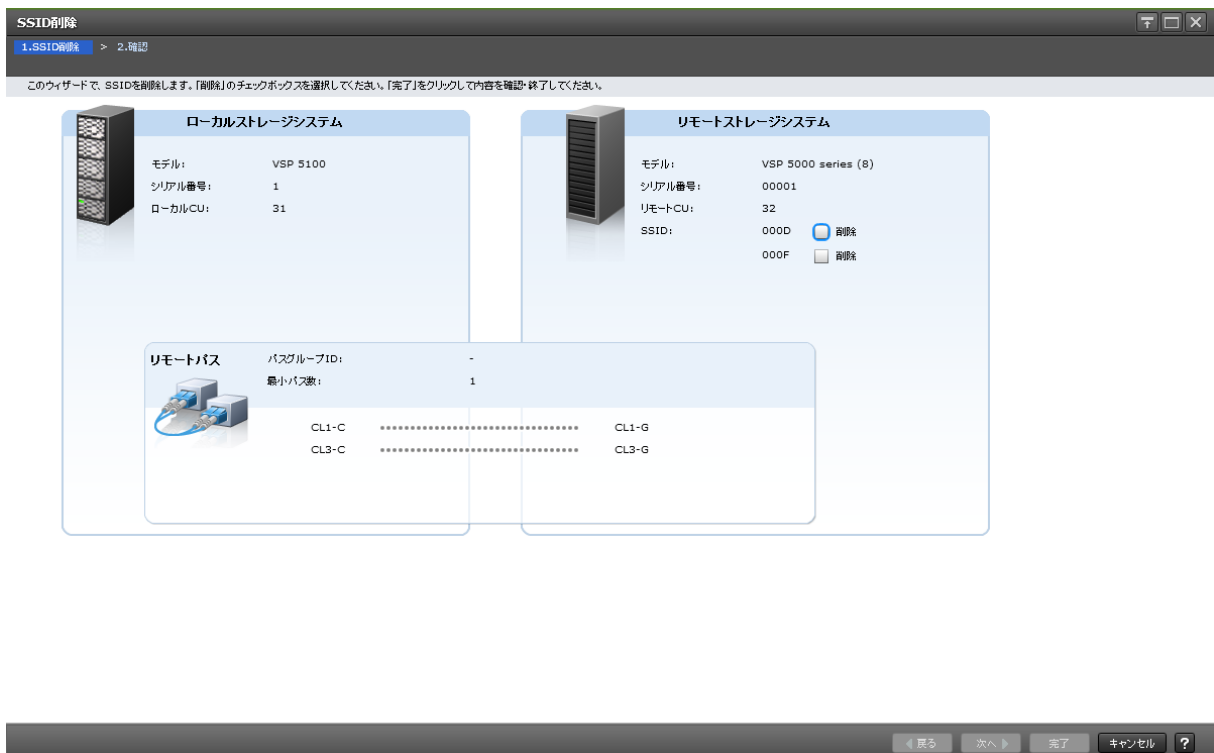 SSID削除
1.SSID削除 > 2.確認
このウィザードで、SSIDを削除します。「削除」のチェックボックスを選択してください。「完了」をクリックして内容を確認・終了してください。
ローカルストレージシステム
モデル: VSP 5100
シリアル番号: 1
ローカルCU: 31
リモートストレージシステム
モデル: VSP 5000 series (8)
シリアル番号: 00001
リモートCU: 32
SSID: 000D 削除
000F 削除
リモートパス パスグループID: -
最小パス数: 1
CL1-C CL1-G
CL3-C CL3-G
戻る 次へ 完了 キャンセル ?